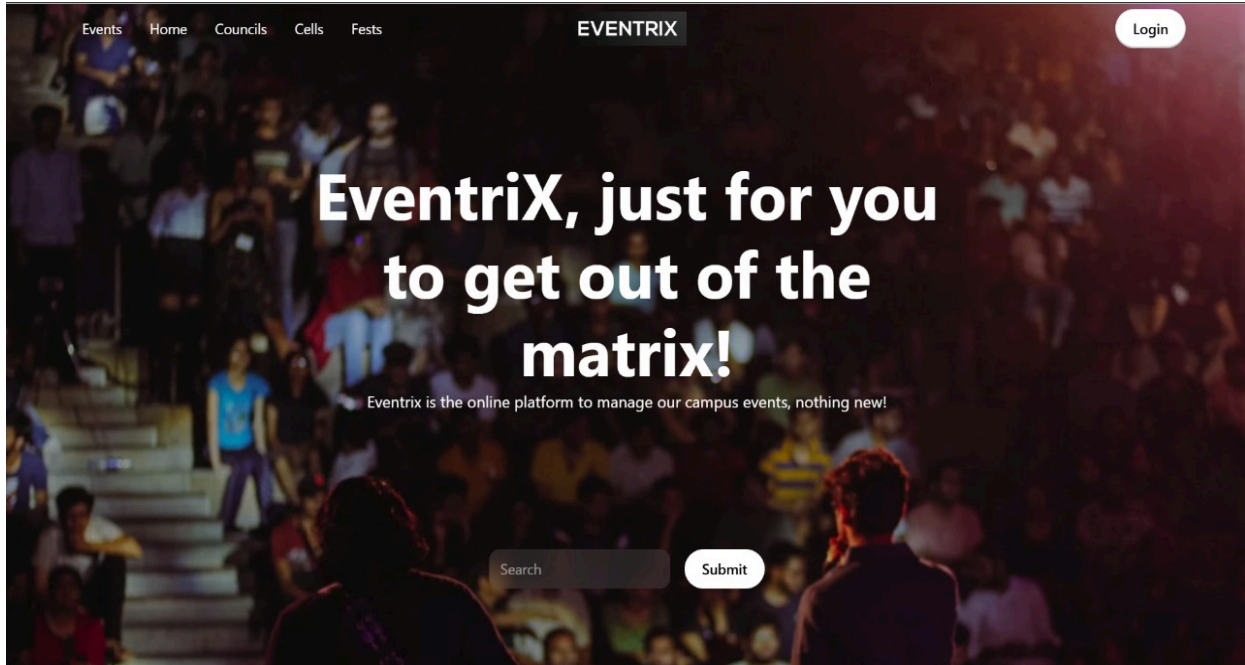 Events Home Councils Cells Fests EVENTRIX Login
EventriX, just for you
to get out of the
matrix!
Eventrix is the online platform to manage our campus events, nothing new!
Search Submit